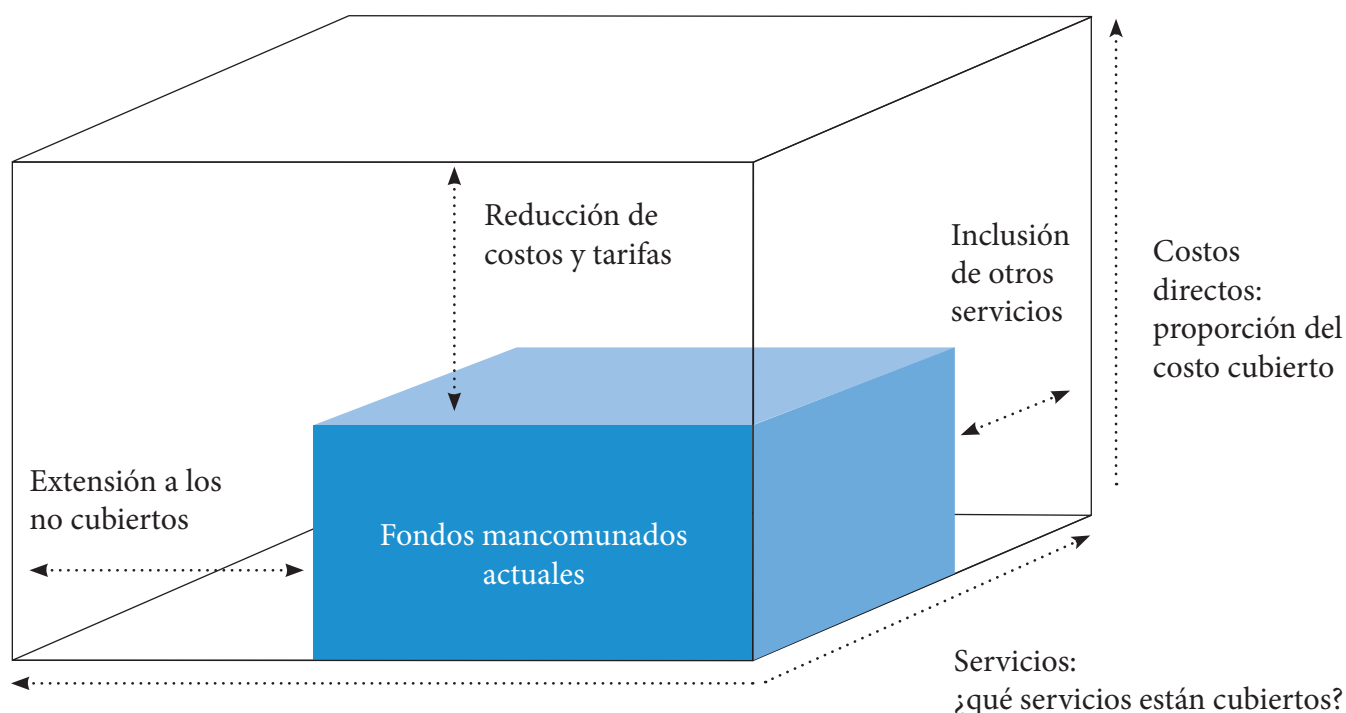 Reducción de
costos y tarifas
Inclusión
de otros
servicios
Costos
directos:
proporción del
costo cubierto
Extensión a los
no cubiertos
Fondos mancomunados
actuales
Servicios:
¿qué servicios están cubiertos?